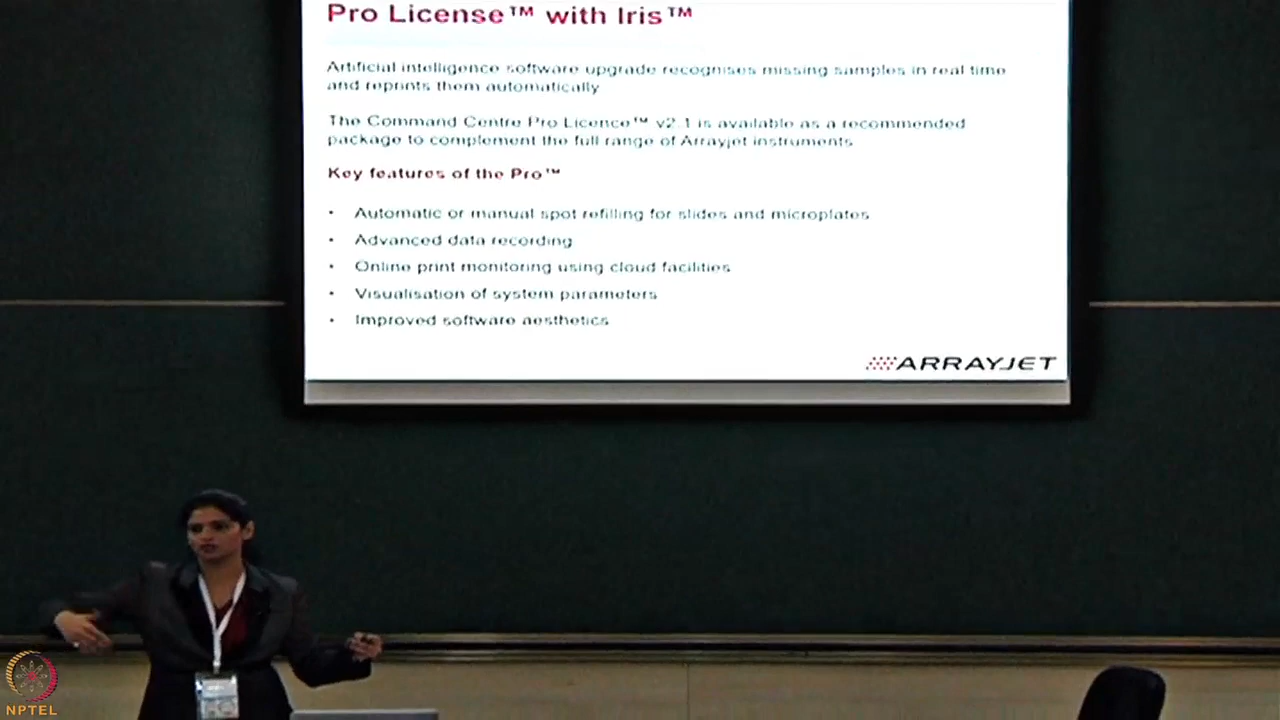 Pro License™ with Iris™
Artificial intelligence software upgrade recognises missing samples in real time
and reprints them automatically
The Command Centre Pro Licence™ v2.1 is available as a recommended
package to complement the full range of Arrayjet instruments
Key features of the Pro™
• Automatic or manual spot refilling for slides and microplates
• Advanced data recording
• Online print monitoring using cloud facilities
• Visualisation of system parameters
• Improved software aesthetics
ARRAYJET
NPTEL